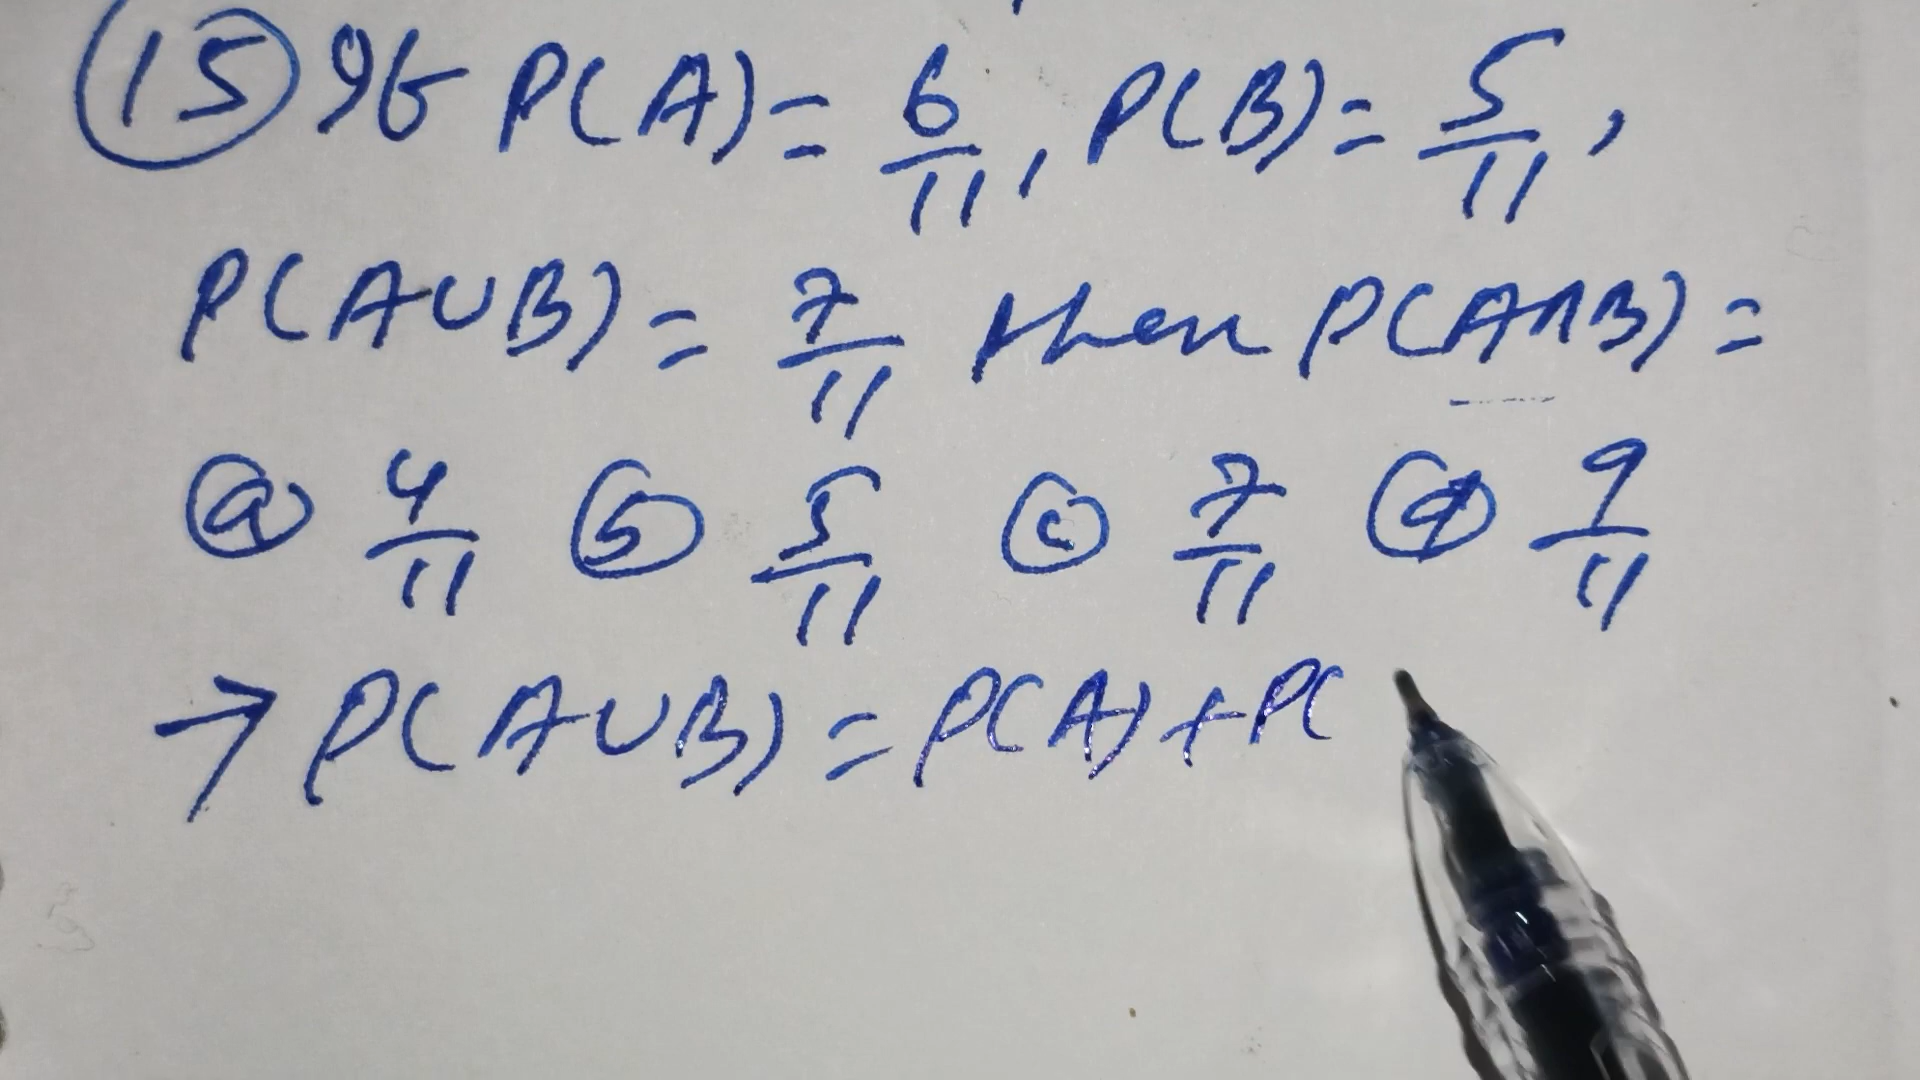 15 If P(A) = 6/11, P(B) = 5/11,
P(A∪B) = 7/11 then P(A∩B) =
a 4/11 b 5/11 c 7/11 d 9/11
→ P(A∪B) = P(A) + P(